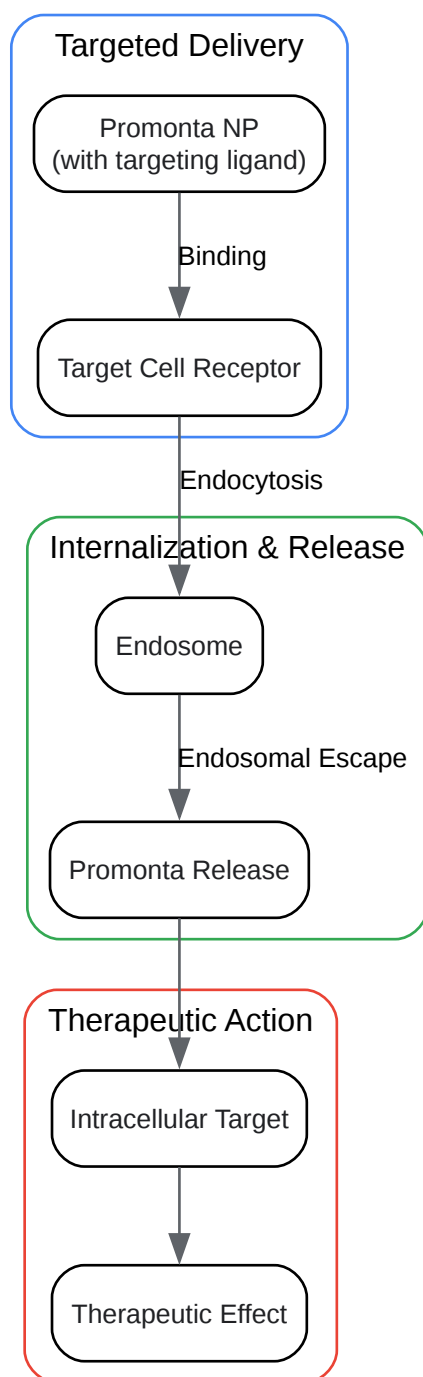 Targeted Delivery
Promonta NP
(with targeting ligand)
Binding
Target Cell Receptor
Endocytosis
Internalization & Release
Endosome
Endosomal Escape
Promonta Release
Therapeutic Action
Intracellular Target
Therapeutic Effect